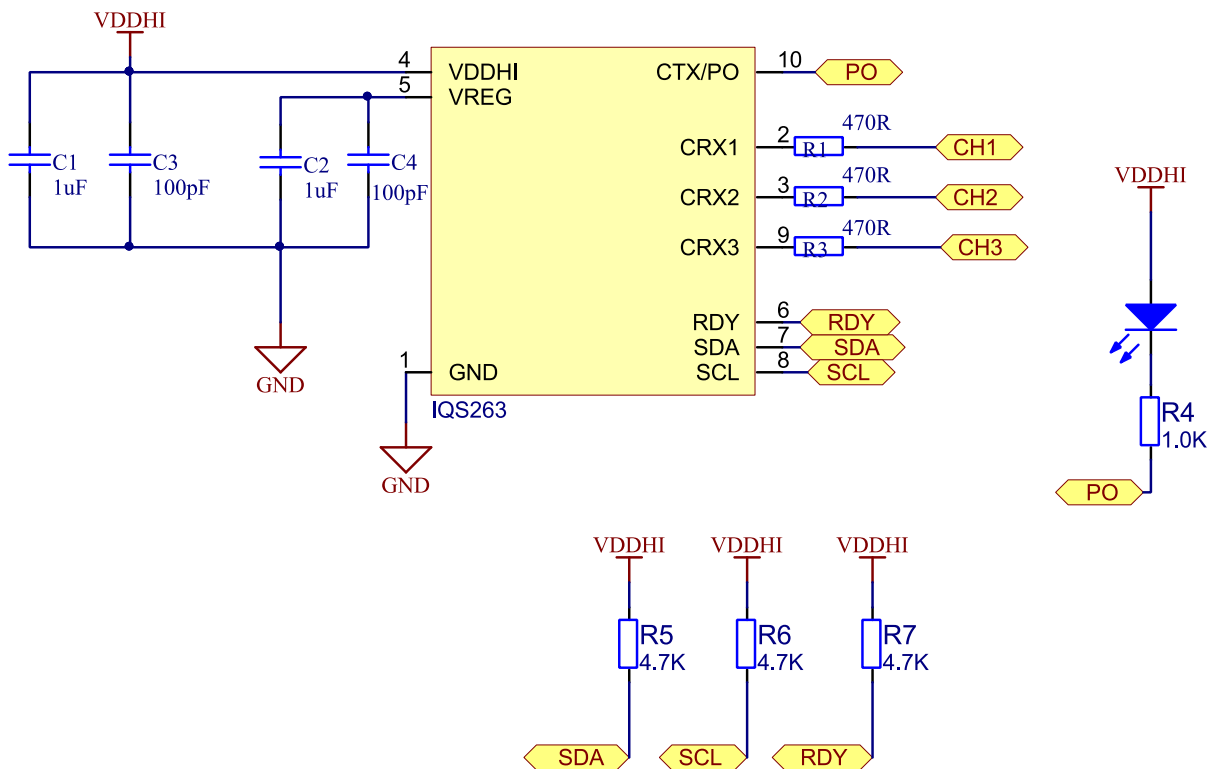 VDDHI
C1
1uF
C3
100pF
C2
1uF
C4
100pF
GND
4
5
1
GND
VDDHI
VREG
GND
CTX/PO
CRX1
CRX2
CRX3
RDY
SDA
SCL
IQS263
10
PO
2
R1
470R
CH1
3
R2
470R
CH2
9
R3
470R
CH3
6
RDY
7
SDA
8
SCL
VDDHI
R4
1.0K
PO
VDDHI
R5
4.7K
SDA
VDDHI
R6
4.7K
SCL
VDDHI
R7
4.7K
RDY